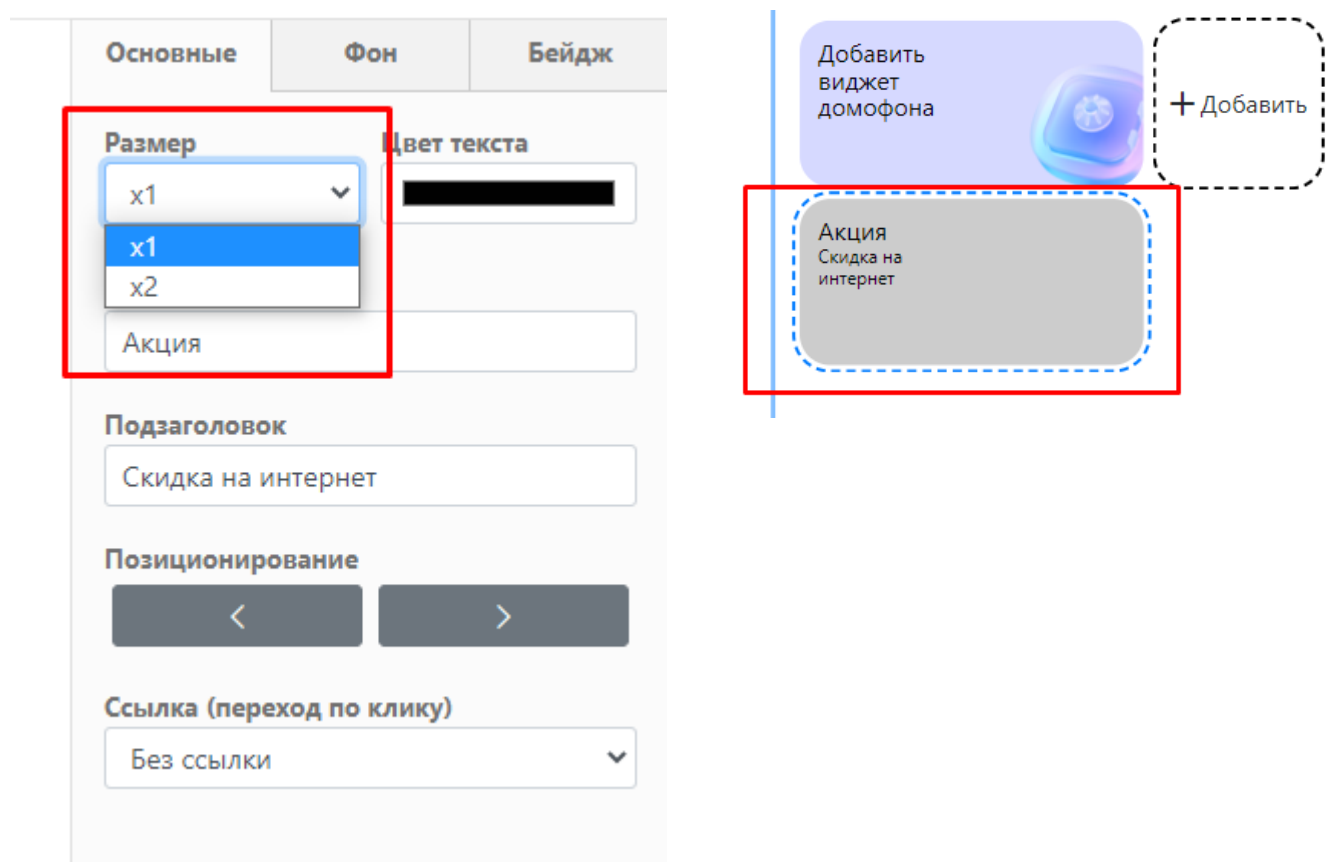 Основные Фон Бейдж
Размер Цвет текста
x1
x1
x2
Акция
Подзаголовок
Скидка на интернет
Позиционирование
Ссылка (переход по клику)
Без ссылки
Добавить
виджет
домофона
+ Добавить
Акция
Скидка на
интернет